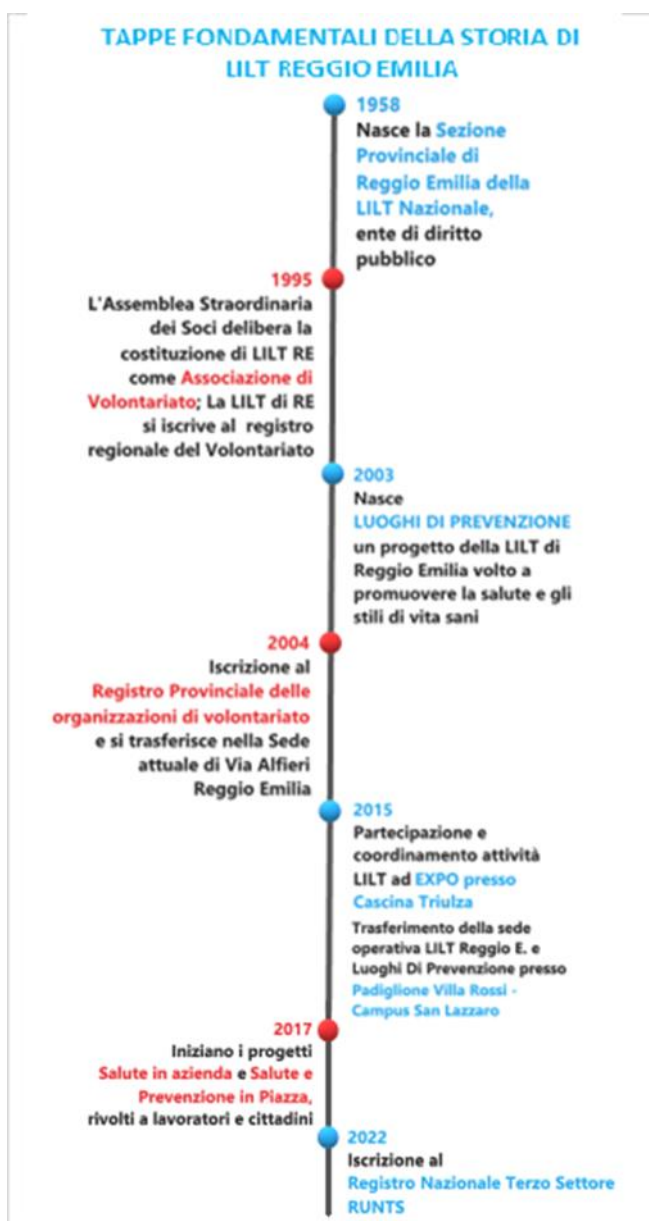 TAPPE FONDAMENTALI DELLA STORIA DI
LILT REGGIO EMILIA
1958
Nasce la Sezione
Provinciale di
Reggio Emilia della
LILT Nazionale,
ente di diritto
pubblico
1995
L'Assemblea Straordinaria
dei Soci delibera la
costituzione di LILT RE
come Associazione di
Volontariato; La LILT di RE
si iscrive al registro
regionale del Volontariato
2003
Nasce
LUOGHI DI PREVENZIONE
un progetto della LILT di
Reggio Emilia volto a
promuovere la salute e gli
stili di vita sani
2004
Iscrizione al
Registro Provinciale delle
organizzazioni di volontariato
e si trasferisce nella Sede
attuale di Via Alfieri
Reggio Emilia
2015
Partecipazione e
coordinamento attività
LILT ad EXPO presso
Cascina Triulza
Trasferimento della sede
operativa LILT Reggio E. e
Luoghi Di Prevenzione presso
Padiglione Villa Rossi -
Campus San Lazzaro
2017
Iniziano i progetti
Salute in azienda e Salute e
Prevenzione in Piazza,
rivolti a lavoratori e cittadini
2022
Iscrizione al
Registro Nazionale Terzo Settore
RUNTS